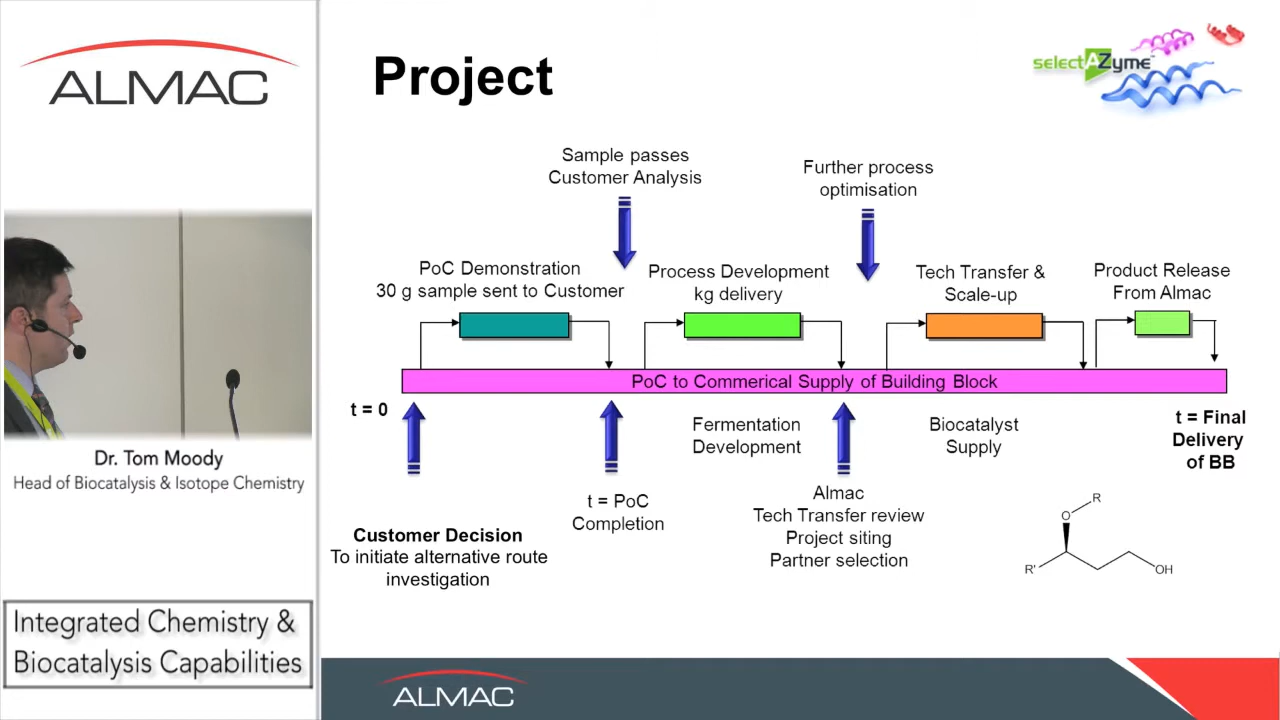 ALMAC
Project
selectAZyme™
Sample passes
Customer Analysis
Further process
optimisation
PoC Demonstration
30 g sample sent to Customer
Process Development
kg delivery
Tech Transfer &
Scale-up
Product Release
From Almac
PoC to Commerical Supply of Building Block
t = 0
Fermentation
Development
Biocatalyst
Supply
t = Final
Delivery
of BB
t = PoC
Completion
Almac
Tech Transfer review
Project siting
Partner selection
Customer Decision
To initiate alternative route
investigation
R
O
R'
OH
Dr. Tom Moody
Head of Biocatalysis & Isotope Chemistry
Integrated Chemistry &
Biocatalysis Capabilities
ALMAC